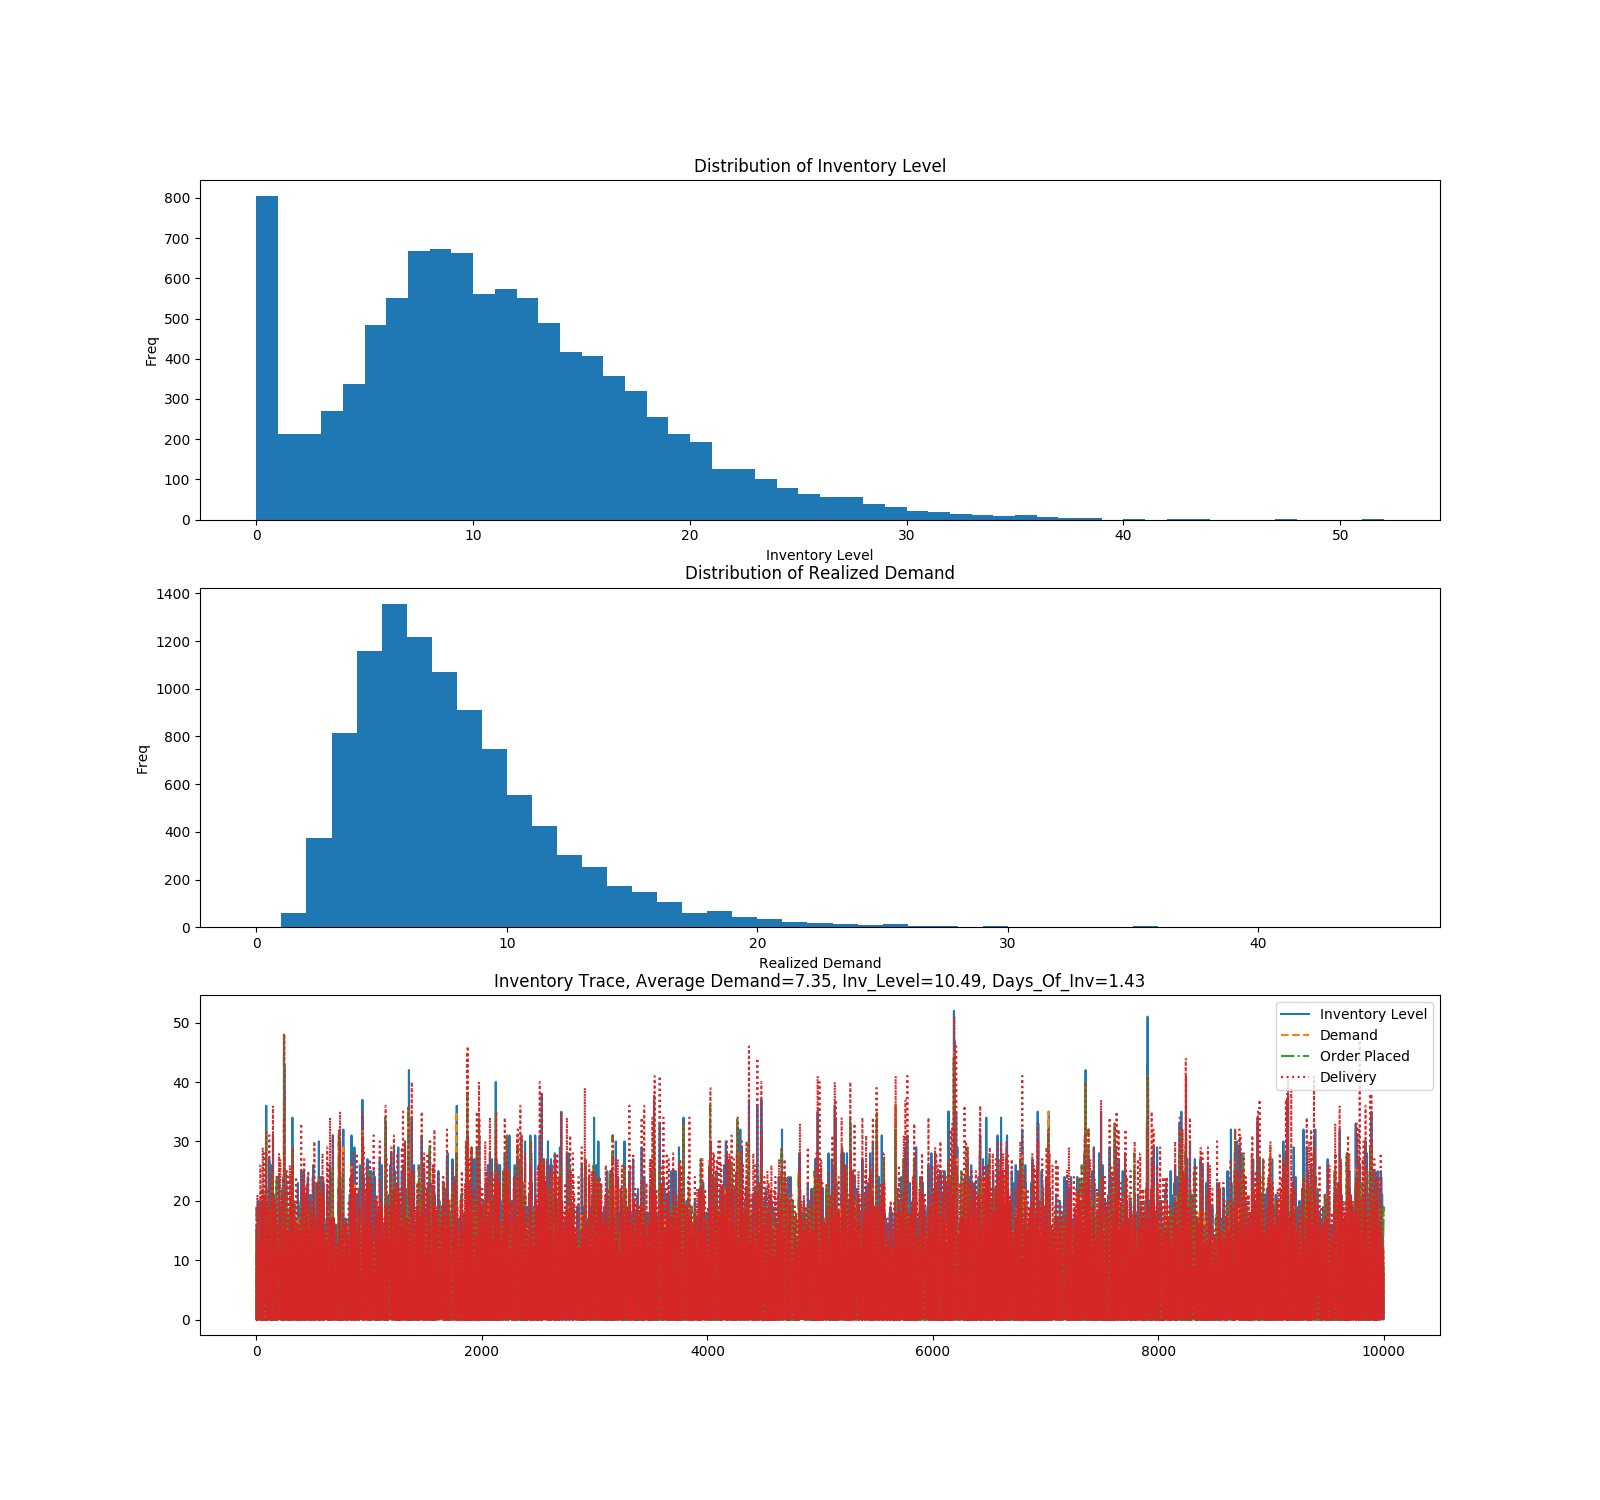 Distribution of Inventory Level
800
700
600
500
400
300
200
100
0
Freq
0 10 20 30 40 50
Inventory Level
Distribution of Realized Demand
1400
1200
1000
800
600
400
200
0
Freq
0 10 20 30 40
Realized Demand
Inventory Trace, Average Demand=7.35, Inv_Level=10.49, Days_Of_Inv=1.43
50
40
30
20
10
0
Inventory Level
Demand
Order Placed
Delivery
0 2000 4000 6000 8000 10000